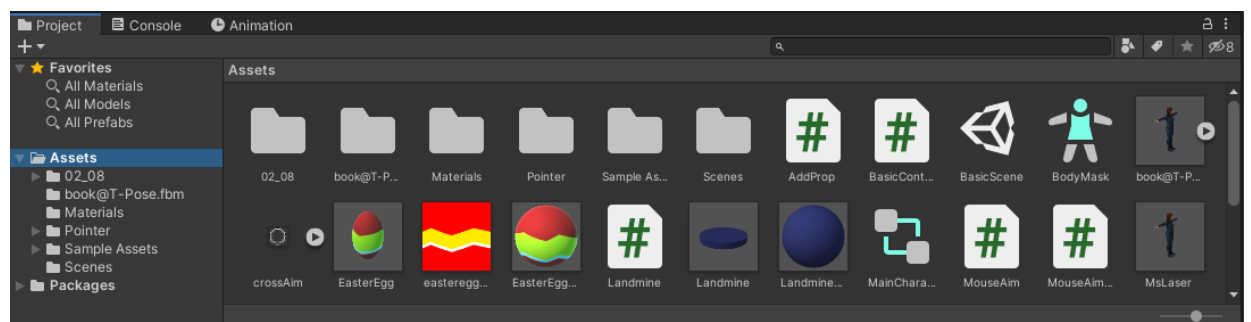 Project Console Animation
8
Favorites
All Materials
All Models
All Prefabs
Assets
02_08
book@T-Pose.fbm
Materials
Pointer
Sample Assets
Scenes
Packages
Assets
02_08 book@T-P... Materials Pointer Sample As... Scenes AddProp BasicCont... BasicScene BodyMask book@T-P...
crossAim EasterEgg easteregg... EasterEgg... Landmine Landmine Landmine... MainChara... MouseAim MouseAim... MsLaser